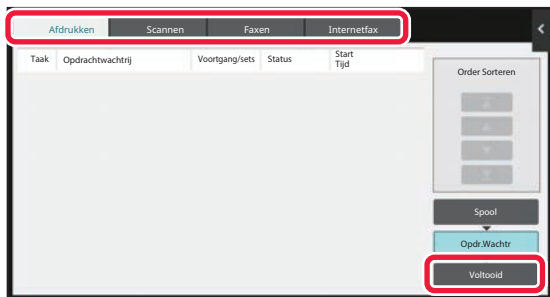 Afdrukken Scannen Faxen Internetfax
Taak Opdrachtwachtrij Voortgang/sets Status Start
Tijd
Order Sorteren
Spool
Opdr.Wachtr
Voltooid